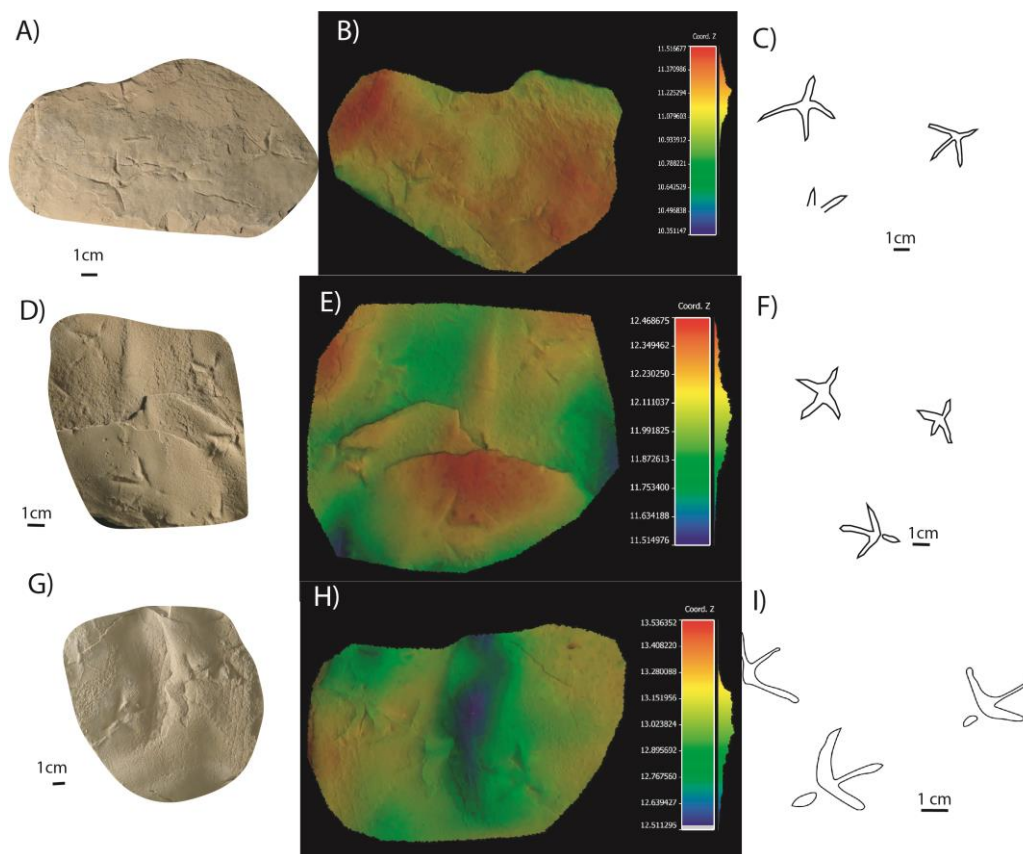 A)
1cm
B)
Coord. Z
11.516677
11.370986
11.225294
11.079603
10.933912
10.788221
10.642529
10.496838
10.351147
C)
1cm
D)
1cm
E)
Coord. Z
12.468675
12.349462
12.230250
12.111037
11.991825
11.872613
11.753400
11.634188
11.514976
F)
1cm
G)
1cm
H)
Coord. Z
13.536352
13.408220
13.280088
13.151956
13.023824
12.895692
12.767560
12.639427
12.511295
I)
1 cm